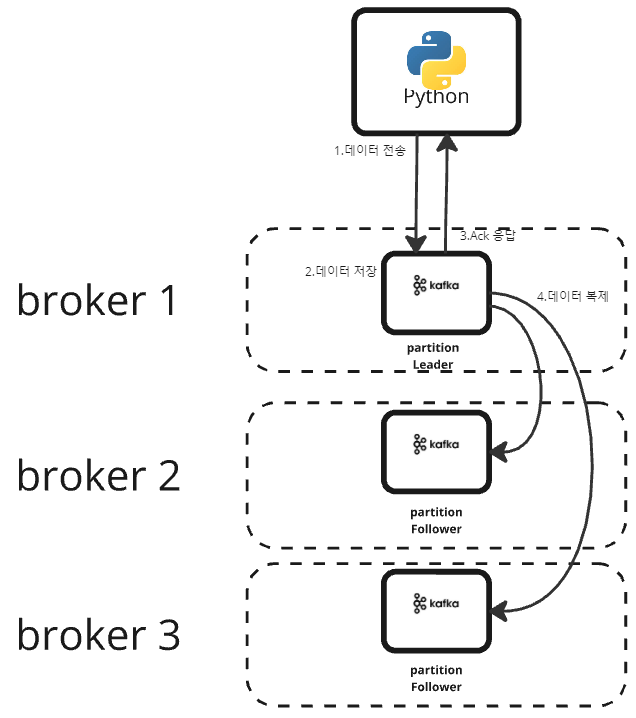 Python
1.데이터 전송
3.Ack 응답
2.데이터 저장
kafka
4.데이터 복제
broker 1
partition
Leader
kafka
broker 2
partition
Follower
kafka
broker 3
partition
Follower